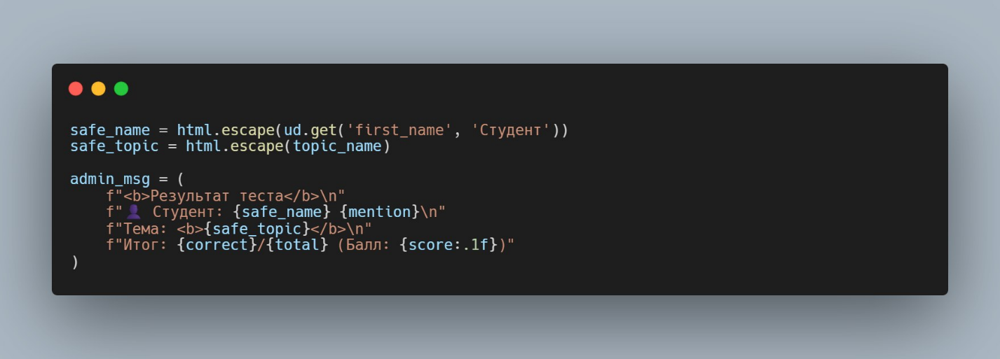 safe_name = html.escape(ud.get('first_name', 'Студент'))
safe_topic = html.escape(topic_name)

admin_msg = (
    f"<b>Результат теста</b>\n"
    f"👤 Студент: {safe_name} {mention}\n"
    f"Тема: <b>{safe_topic}</b>\n"
    f"Итог: {correct}/{total} (Балл: {score:.1f})"
)